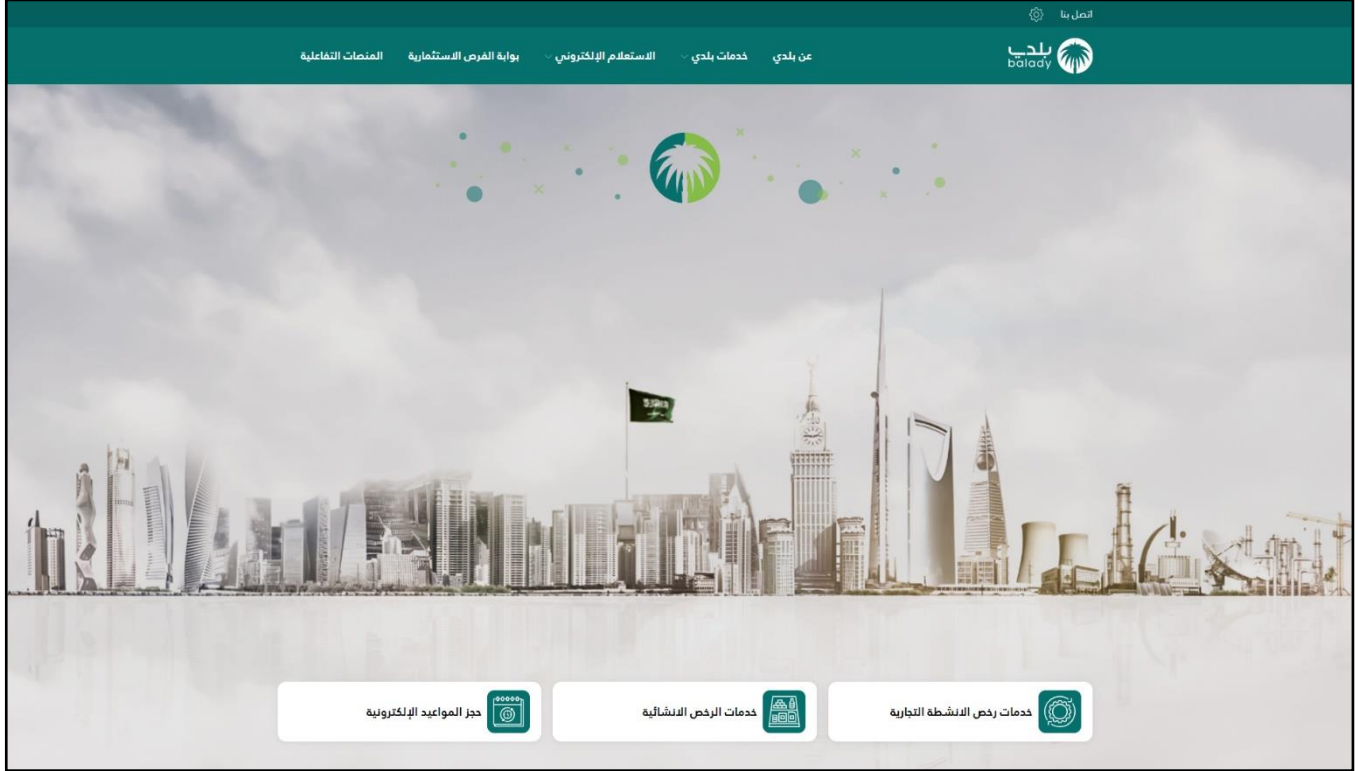 اتصل بنا
بلدي
balady
عن بلدي
خدمات بلدي
الاستعلام الإلكتروني
بوابة الفرص الاستثمارية
المنصات التفاعلية
خدمات رخص الانشطة التجارية
خدمات الرخص الانشائية
حجز المواعيد الإلكترونية